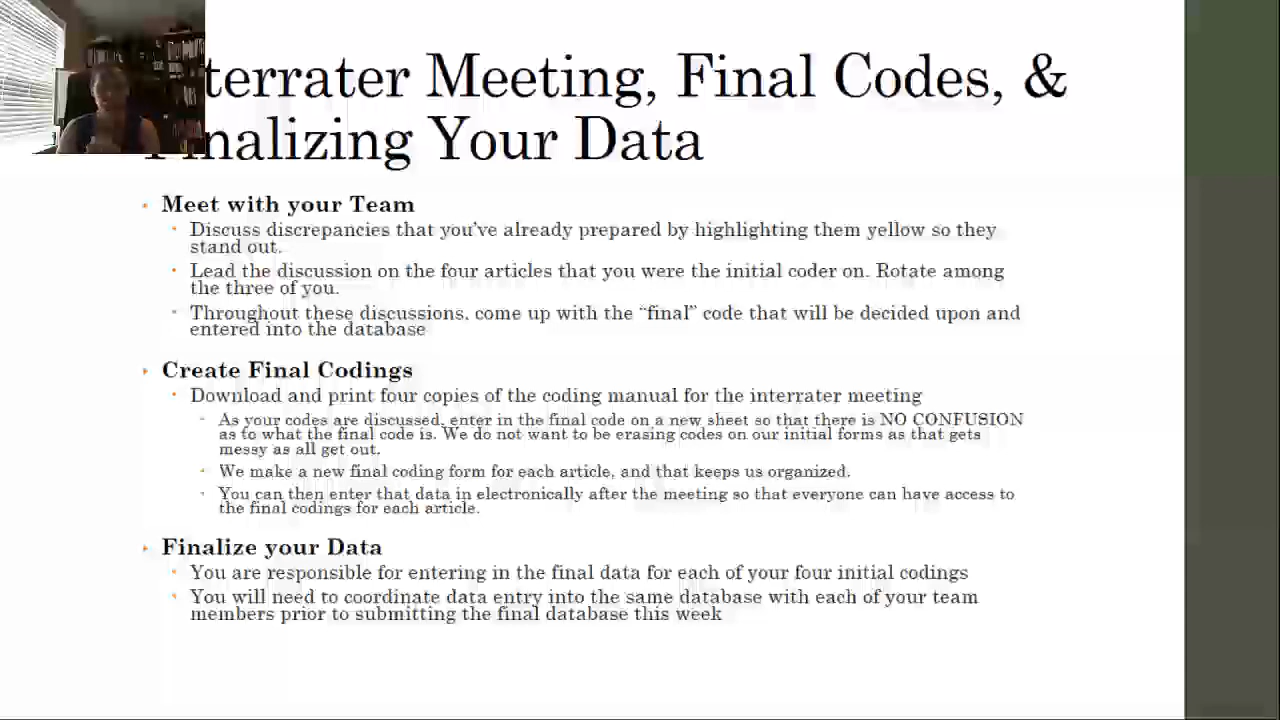 terrater Meeting, Final Codes, &
nalizing Your Data
Meet with your Team
Discuss discrepancies that you've already prepared by highlighting them yellow so they
stand out.
Lead the discussion on the four articles that you were the initial coder on. Rotate among
the three of you.
Throughout these discussions, come up with the “final” code that will be decided upon and
entered into the database
Create Final Codings
Download and print four copies of the coding manual for the interrater meeting
As your codes are discussed, enter in the final code on a new sheet so that there is NO CONFUSION
as to what the final code is. We do not want to be erasing codes on our initial forms as that gets
messy as all get out.
We make a new final coding form for each article, and that keeps us organized.
You can then enter that data in electronically after the meeting so that everyone can have access to
the final codings for each article.
Finalize your Data
You are responsible for entering in the final data for each of your four initial codings
You will need to coordinate data entry into the same database with each of your team
members prior to submitting the final database this week